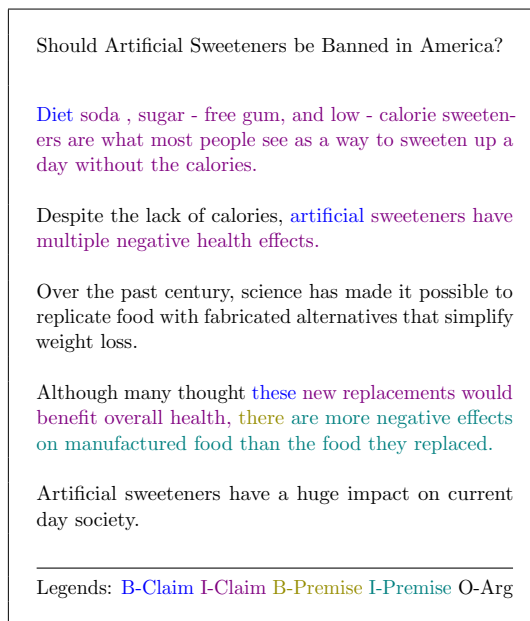 Should Artificial Sweeteners be Banned in America?
Diet soda , sugar - free gum, and low - calorie sweeten-
ers are what most people see as a way to sweeten up a
day without the calories.
Despite the lack of calories, artificial sweeteners have
multiple negative health effects.
Over the past century, science has made it possible to
replicate food with fabricated alternatives that simplify
weight loss.
Although many thought these new replacements would
benefit overall health, there are more negative effects
on manufactured food than the food they replaced.
Artificial sweeteners have a huge impact on current
day society.
Legends: B-Claim I-Claim B-Premise I-Premise O-Arg